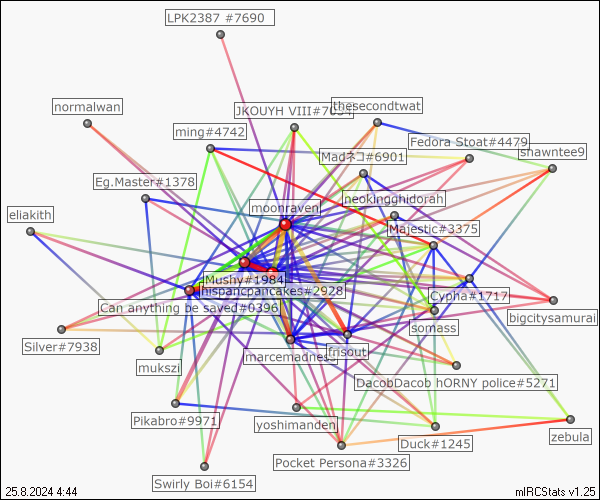 LPK2387 #7690
normalwan
JKOUYH VIII#7034
thesecondtwat
ming#4742
Fedora Stoat#4479
Madネコ#6901
shawntee9
Eg.Master#1378
neokingghidorah
moonraven
eliakith
Majestic#3375
Mushy#1984
hispancpancakes#2928
Cypha#1717
Can anything be saved#0396
bigcitysamurai
somass
Silver#7938
frisout
marcemadness
mukszi
DacobDacob hORNY police#5271
Pikabro#9971
yoshimanden
zebula
Duck#1245
Pocket Persona#3326
Swirly Boi#6154
25.8.2024 4:44
mIRCStats v1.25